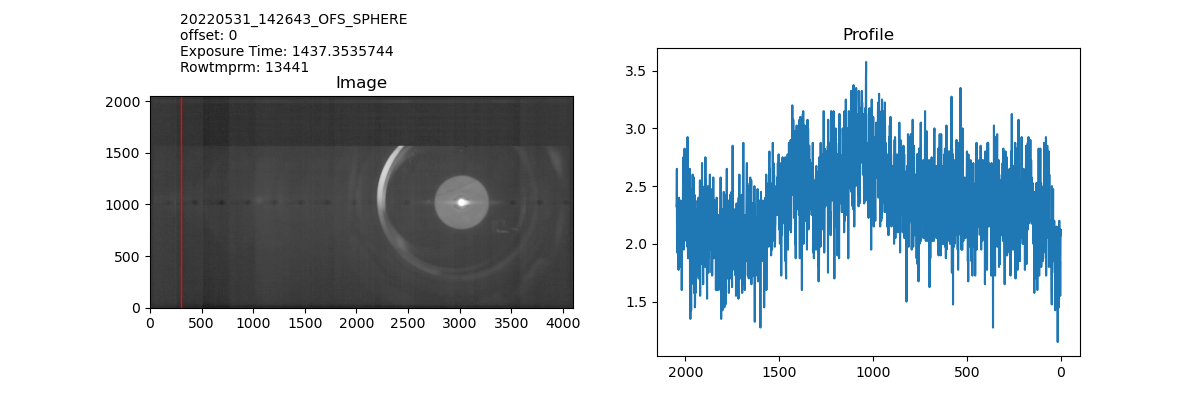 20220531_142643_OFS_SPHERE
offset: 0
Exposure Time: 1437.3535744
Rowtmprm: 13441
Image
2000
1500
1000
500
0
0 500 1000 1500 2000 2500 3000 3500 4000
Profile
3.5
3.0
2.5
2.0
1.5
2000 1500 1000 500 0